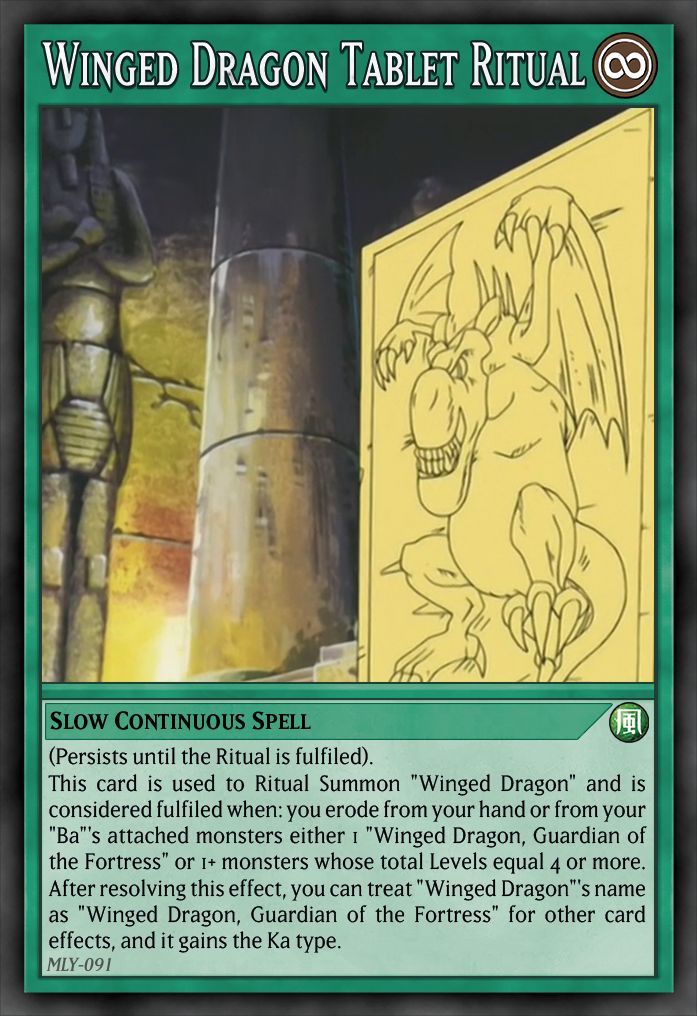 Winged Dragon Tablet Ritual
Slow Continuous Spell
風
(Persists until the Ritual is fulfilled).
This card is used to Ritual Summon "Winged Dragon" and is
considered fulfilled when: you erode from your hand or from your
"Ba"'s attached monsters either 1 "Winged Dragon, Guardian of
the Fortress" or 1+ monsters whose total Levels equal 4 or more.
After resolving this effect, you can treat "Winged Dragon"'s name
as "Winged Dragon, Guardian of the Fortress" for other card
effects, and it gains the Ka type.
MLY-091